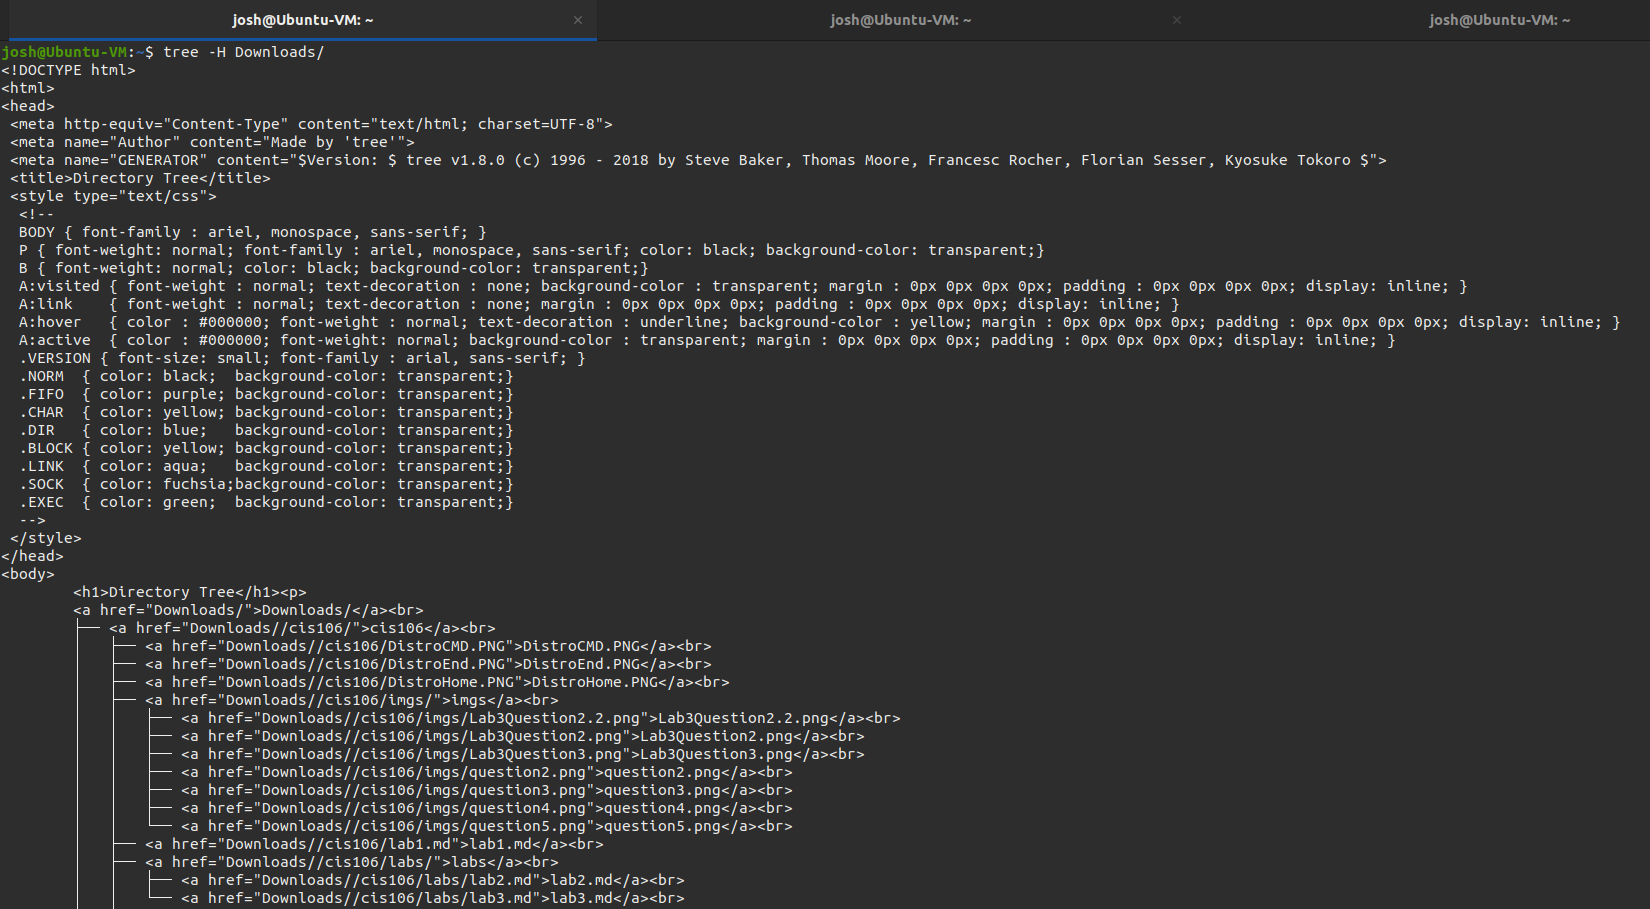 josh@Ubuntu-VM: ~ × josh@Ubuntu-VM: ~ × josh@Ubuntu-VM: ~
josh@Ubuntu-VM:~$ tree -H Downloads/
<!DOCTYPE html>
<html>
<head>
 <meta http-equiv="Content-Type" content="text/html; charset=UTF-8">
 <meta name="Author" content="Made by 'tree'">
 <meta name="GENERATOR" content="$Version: $ tree v1.8.0 (c) 1996 - 2018 by Steve Baker, Thomas Moore, Francesc Rocher, Florian Sesser, Kyosuke Tokoro $">
 <title>Directory Tree</title>
 <style type="text/css">
  <!--
  BODY { font-family : ariel, monospace, sans-serif; }
  P { font-weight: normal; font-family : ariel, monospace, sans-serif; color: black; background-color: transparent;}
  B { font-weight: normal; color: black; background-color: transparent;}
  A:visited { font-weight : normal; text-decoration : none; background-color : transparent; margin : 0px 0px 0px 0px; padding : 0px 0px 0px 0px; display: inline; }
  A:link    { font-weight : normal; text-decoration : none; margin : 0px 0px 0px 0px; padding : 0px 0px 0px 0px; display: inline; }
  A:hover   { color : #000000; font-weight : normal; text-decoration : underline; background-color : yellow; margin : 0px 0px 0px 0px; padding : 0px 0px 0px 0px; display: inline; }
  A:active  { color : #000000; font-weight: normal; background-color : transparent; margin : 0px 0px 0px 0px; padding : 0px 0px 0px 0px; display: inline; }
  .VERSION { font-size: small; font-family : arial, sans-serif; }
  .NORM  { color: black;  background-color: transparent;}
  .FIFO  { color: purple; background-color: transparent;}
  .CHAR  { color: yellow; background-color: transparent;}
  .DIR   { color: blue;   background-color: transparent;}
  .BLOCK { color: yellow; background-color: transparent;}
  .LINK  { color: aqua;   background-color: transparent;}
  .SOCK  { color: fuchsia;background-color: transparent;}
  .EXEC  { color: green;  background-color: transparent;}
  -->
 </style>
</head>
<body>
        <h1>Directory Tree</h1><p>
        <a href="Downloads/">Downloads/</a><br>
        ├── <a href="Downloads//cis106/">cis106</a><br>
        │   ├── <a href="Downloads//cis106/DistroCMD.PNG">DistroCMD.PNG</a><br>
        │   ├── <a href="Downloads//cis106/DistroEnd.PNG">DistroEnd.PNG</a><br>
        │   ├── <a href="Downloads//cis106/DistroHome.PNG">DistroHome.PNG</a><br>
        │   ├── <a href="Downloads//cis106/imgs/">imgs</a><br>
        │   │   ├── <a href="Downloads//cis106/imgs/Lab3Question2.2.png">Lab3Question2.2.png</a><br>
        │   │   ├── <a href="Downloads//cis106/imgs/Lab3Question2.png">Lab3Question2.png</a><br>
        │   │   ├── <a href="Downloads//cis106/imgs/Lab3Question3.png">Lab3Question3.png</a><br>
        │   │   ├── <a href="Downloads//cis106/imgs/question2.png">question2.png</a><br>
        │   │   ├── <a href="Downloads//cis106/imgs/question3.png">question3.png</a><br>
        │   │   ├── <a href="Downloads//cis106/imgs/question4.png">question4.png</a><br>
        │   │   └── <a href="Downloads//cis106/imgs/question5.png">question5.png</a><br>
        │   ├── <a href="Downloads//cis106/lab1.md">lab1.md</a><br>
        │   ├── <a href="Downloads//cis106/labs/">labs</a><br>
        │   │   ├── <a href="Downloads//cis106/labs/lab2.md">lab2.md</a><br>
        │   │   └── <a href="Downloads//cis106/labs/lab3.md">lab3.md</a><br>